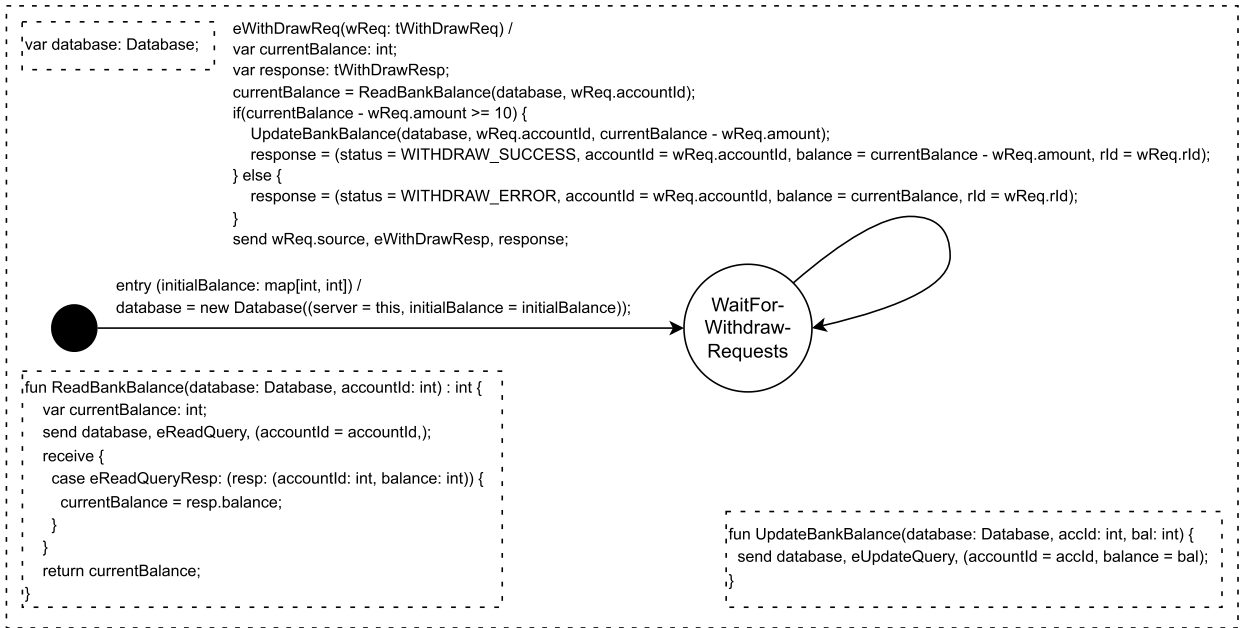 var database: Database;
eWithDrawReq(wReq: tWithDrawReq) /
var currentBalance: int;
var response: tWithDrawResp;
currentBalance = ReadBankBalance(database, wReq.accountId);
if(currentBalance - wReq.amount >= 10) {
    UpdateBankBalance(database, wReq.accountId, currentBalance - wReq.amount);
    response = (status = WITHDRAW_SUCCESS, accountId = wReq.accountId, balance = currentBalance - wReq.amount, rId = wReq.rId);
} else {
    response = (status = WITHDRAW_ERROR, accountId = wReq.accountId, balance = currentBalance, rId = wReq.rId);
}
send wReq.source, eWithDrawResp, response;
entry (initialBalance: map[int, int]) /
database = new Database((server = this, initialBalance = initialBalance));
WaitFor-
Withdraw-
Requests
fun ReadBankBalance(database: Database, accountId: int) : int {
    var currentBalance: int;
    send database, eReadQuery, (accountId = accountId,);
    receive {
      case eReadQueryResp: (resp: (accountId: int, balance: int)) {
        currentBalance = resp.balance;
      }
    }
    return currentBalance;
}
fun UpdateBankBalance(database: Database, accId: int, bal: int) {
  send database, eUpdateQuery, (accountId = accId, balance = bal);
}